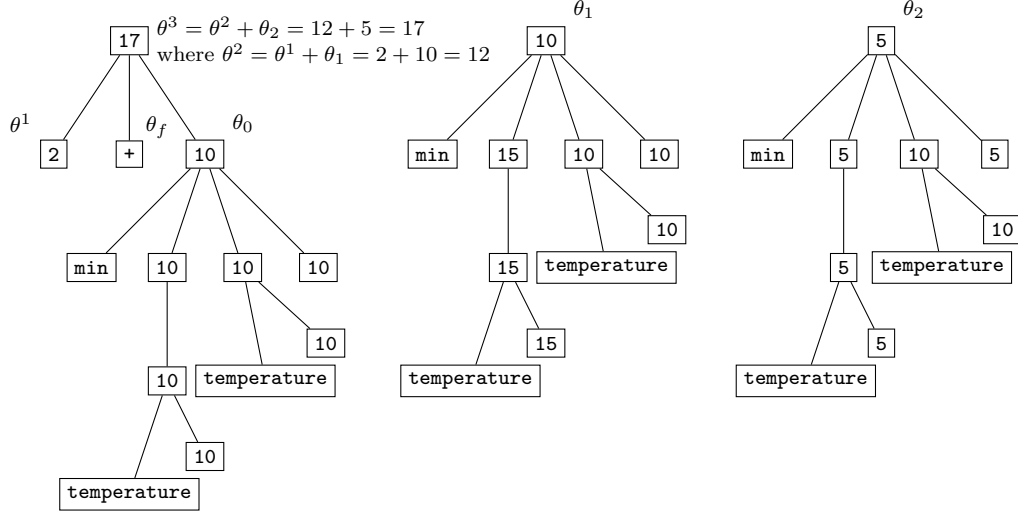 θ_1
θ_2
17 θ^3 = θ^2 + θ_2 = 12 + 5 = 17
where θ^2 = θ^1 + θ_1 = 2 + 10 = 12
10
5
θ^1 θ_f θ_0
2 + 10
min 15 10 10
min 5 10 5
10
10
min 10 10 10
15 temperature
5 temperature
10
15
5
10 temperature
temperature
temperature
10
temperature